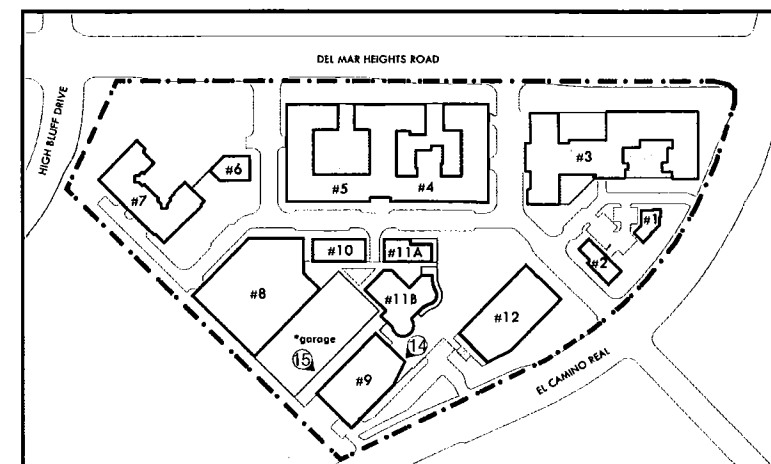 DEL MAR HEIGHTS ROAD
HIGH BLUFF DRIVE
#3
#6
#5
#4
#7
#1
#2
#10
#11A
#8
#11B
#12
garage
14
15
#9
EL CAMINO REAL